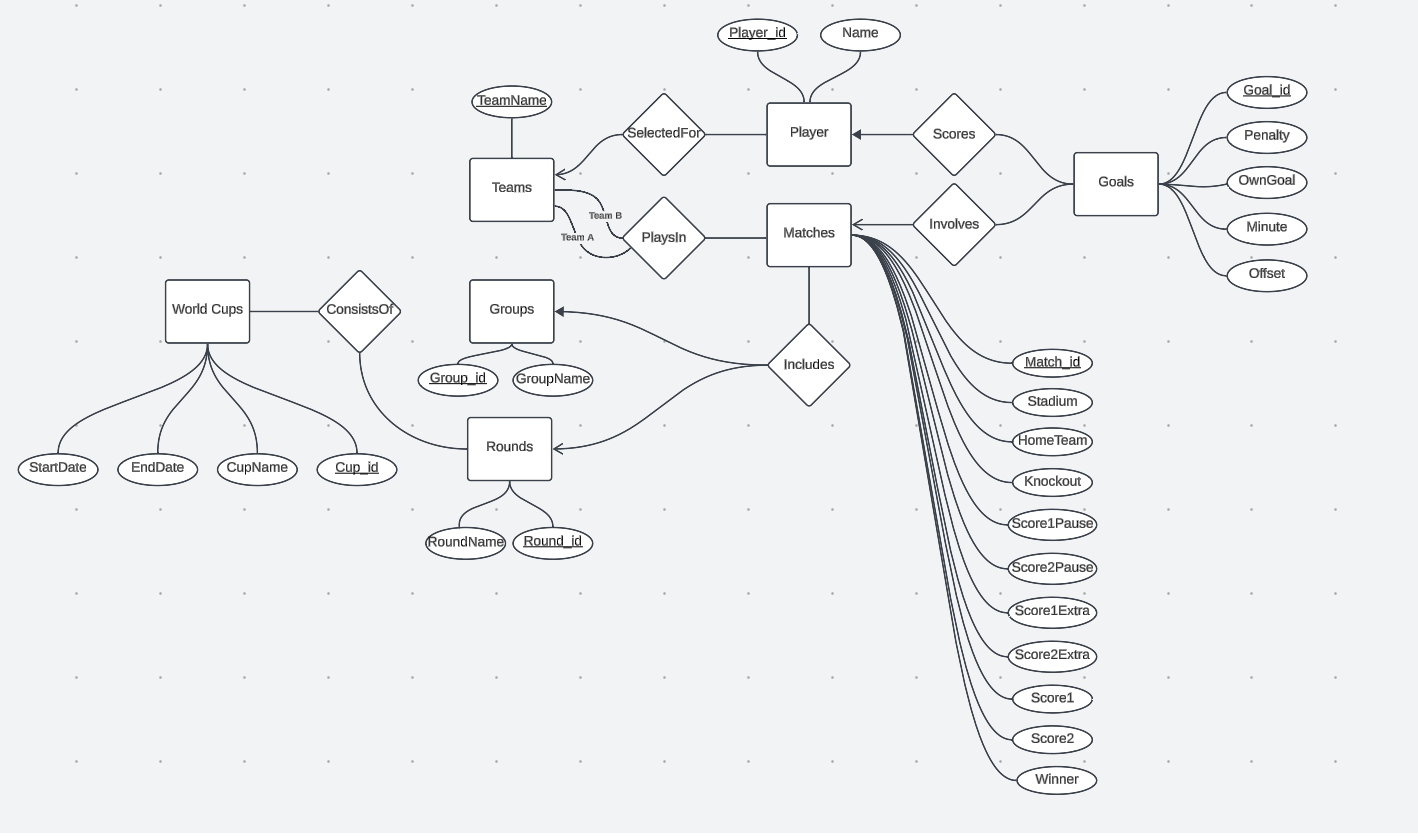 Player_id
Name
Goal_id
TeamName
SelectedFor
Player
Scores
Penalty
Goals
OwnGoal
Teams
Team B
Team A
PlaysIn
Matches
Involves
Minute
Offset
World Cups
ConsistsOf
Groups
Includes
Match_id
Group_id
GroupName
Stadium
HomeTeam
Rounds
StartDate
EndDate
CupName
Cup_id
Knockout
Score1Pause
RoundName
Round_id
Score2Pause
Score1Extra
Score2Extra
Score1
Score2
Winner